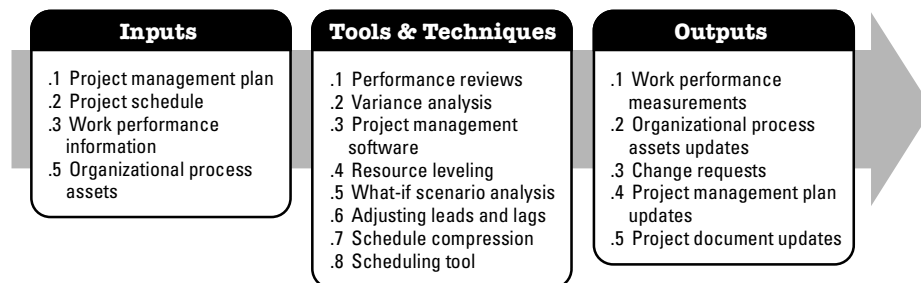 Inputs
.1 Project management plan
.2 Project schedule
.3 Work performance
information
.5 Organizational process
assets
Tools & Techniques
.1 Performance reviews
.2 Variance analysis
.3 Project management
software
.4 Resource leveling
.5 What-if scenario analysis
.6 Adjusting leads and lags
.7 Schedule compression
.8 Scheduling tool
Outputs
.1 Work performance
measurements
.2 Organizational process
assets updates
.3 Change requests
.4 Project management plan
updates
.5 Project document updates